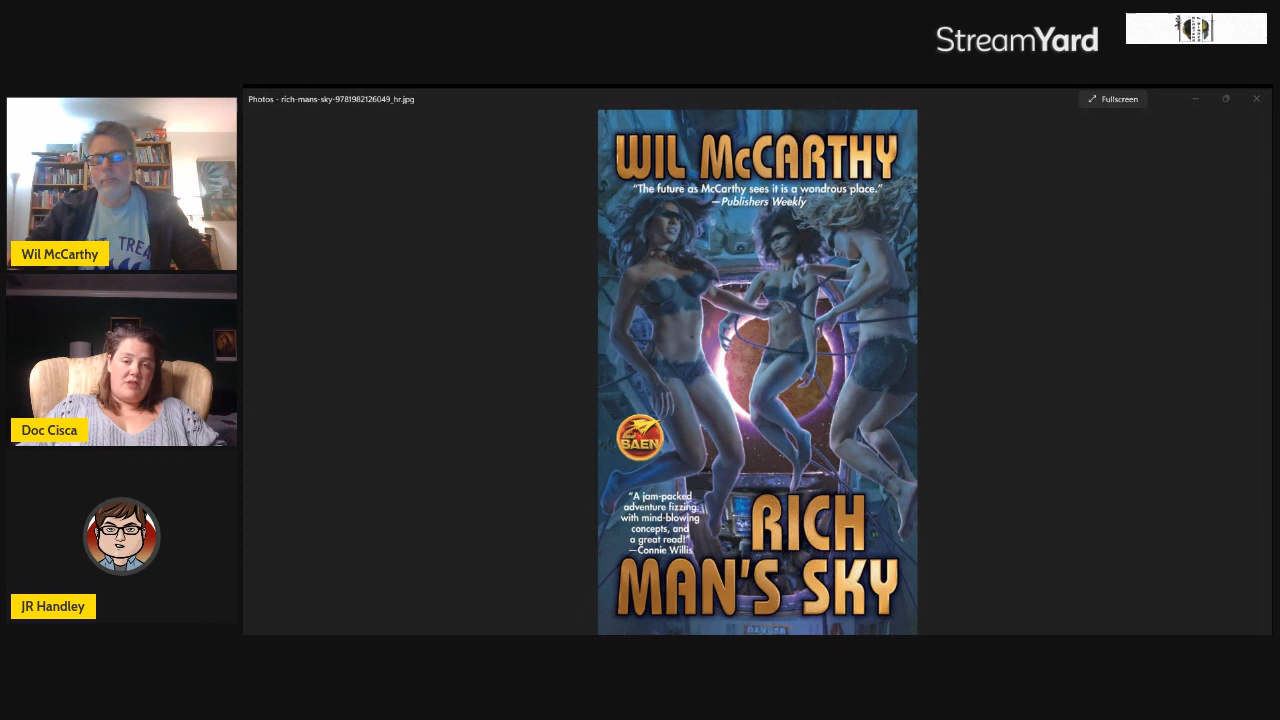 StreamYard
Photos - rich-mans-sky-9781982126049_hr.jpg
Fullscreen
WIL McCARTHY
“The future as McCarthy sees it is a wondrous place.”
—Publishers Weekly
BAEN
“A jam-packed
adventure fizzing
with mind-blowing
concepts, and
a great read!”
—Connie Willis
RICH
MAN'S SKY
DANGER
TREA
Wil McCarthy
Doc Cisca
JR Handley